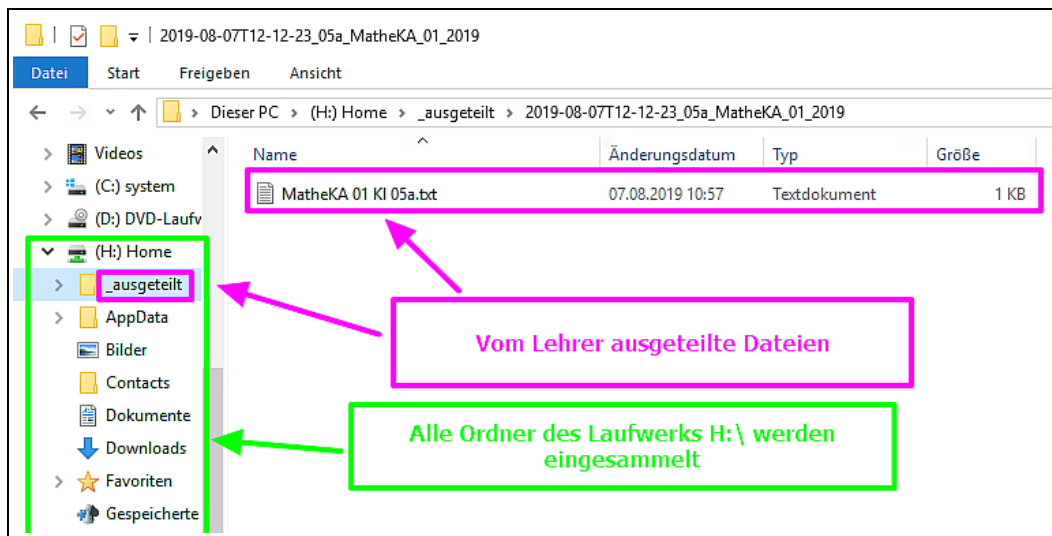 2019-08-07T12-12-23_05a_MatheKA_01_2019
Datei Start Freigeben Ansicht
Dieser PC > (H:) Home > _ausgeteilt > 2019-08-07T12-12-23_05a_MatheKA_01_2019
Videos
(C:) system
(D:) DVD-Laufv
(H:) Home
_ausgeteilt
AppData
Bilder
Contacts
Dokumente
Downloads
Favoriten
Gespeicherte
Name Änderungsdatum Typ Größe
MatheKA 01 KI 05a.txt 07.08.2019 10:57 Textdokument 1 KB
Vom Lehrer ausgeteilte Dateien
Alle Ordner des Laufwerks H:\ werden
eingesammelt